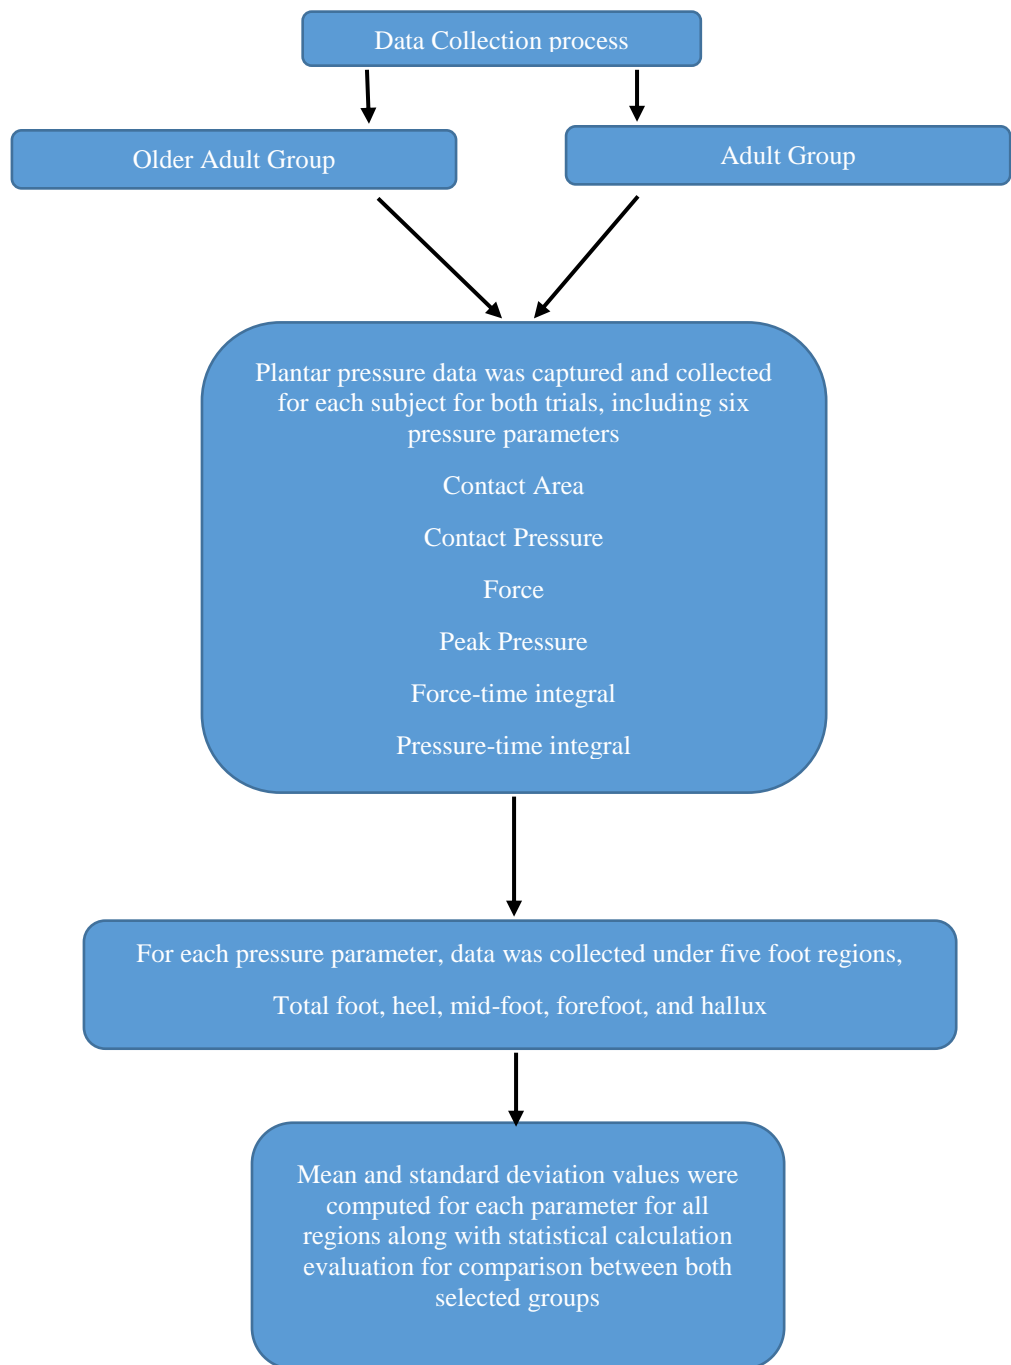 Data Collection process
Older Adult Group
Adult Group
Plantar pressure data was captured and collected
for each subject for both trials, including six
pressure parameters
Contact Area
Contact Pressure
Force
Peak Pressure
Force-time integral
Pressure-time integral
For each pressure parameter, data was collected under five foot regions,
Total foot, heel, mid-foot, forefoot, and hallux
Mean and standard deviation values were
computed for each parameter for all
regions along with statistical calculation
evaluation for comparison between both
selected groups